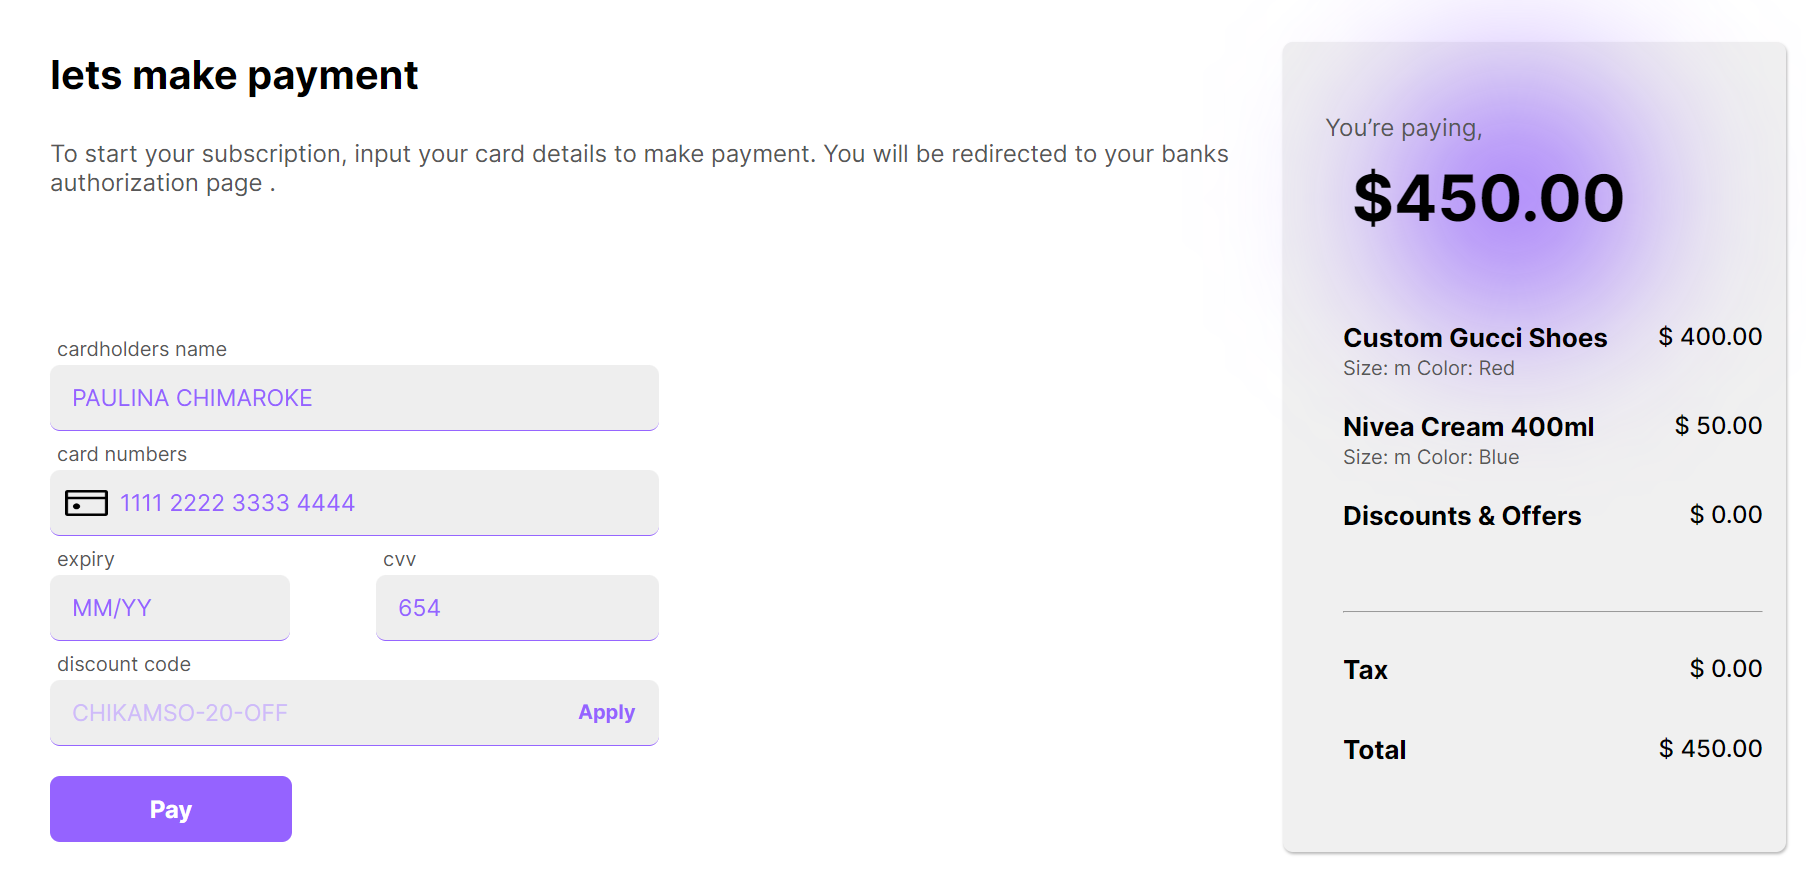 lets make payment
To start your subscription, input your card details to make payment. You will be redirected to your banks
authorization page .
cardholders name
PAULINA CHIMAROKE
card numbers
1111 2222 3333 4444
expiry
cvv
MM/YY
654
discount code
CHIKAMSO-20-OFF
Apply
Pay
You’re paying,
$450.00
Custom Gucci Shoes
$ 400.00
Size: m Color: Red
Nivea Cream 400ml
$ 50.00
Size: m Color: Blue
Discounts & Offers
$ 0.00
Tax
$ 0.00
Total
$ 450.00